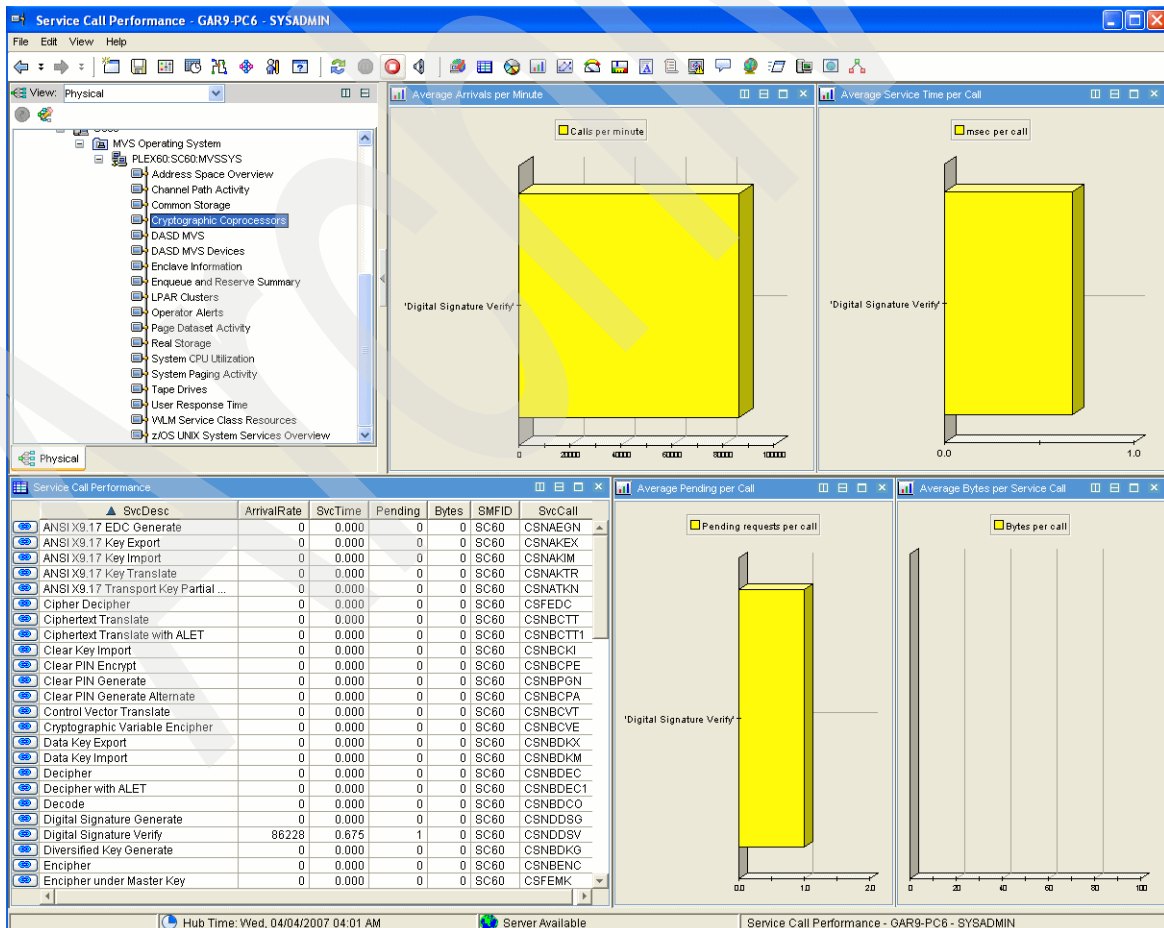 Service Call Performance - GAR9-PC6 - SYSADMIN
File Edit View Help
View: Physical
MVS Operating System
PLEX60:SC60:MVSSYS
Address Space Overview
Channel Path Activity
Common Storage
Cryptographic Coprocessors
DASD MVS
DASD MVS Devices
Enclave Information
Enqueue and Reserve Summary
LPAR Clusters
Operator Alerts
Page Dataset Activity
Real Storage
System CPU Utilization
System Paging Activity
Tape Drives
User Response Time
WLM Service Class Resources
z/OS UNIX System Services Overview
Physical
Average Arrivals per Minute
Calls per minute
'Digital Signature Verify'
0 20000 40000 60000 80000 100000
Average Service Time per Call
msec per call
'Digital Signature Verify'
0.0 1.0
Service Call Performance
SvcDesc ArrivalRate SvcTime Pending Bytes SMFID SvcCall
ANSI X9.17 EDC Generate 0 0.000 0 0 SC60 CSNAEGN
ANSI X9.17 Key Export 0 0.000 0 0 SC60 CSNAKEX
ANSI X9.17 Key Import 0 0.000 0 0 SC60 CSNAKIM
ANSI X9.17 Key Translate 0 0.000 0 0 SC60 CSNAKTR
ANSI X9.17 Transport Key Partial ... 0 0.000 0 0 SC60 CSNATKN
Cipher Decipher 0 0.000 0 0 SC60 CSFEDC
Ciphertext Translate 0 0.000 0 0 SC60 CSNBCTT
Ciphertext Translate with ALET 0 0.000 0 0 SC60 CSNBCTT1
Clear Key Import 0 0.000 0 0 SC60 CSNBCKI
Clear PIN Encrypt 0 0.000 0 0 SC60 CSNBCPE
Clear PIN Generate 0 0.000 0 0 SC60 CSNBPGN
Clear PIN Generate Alternate 0 0.000 0 0 SC60 CSNBCPA
Control Vector Translate 0 0.000 0 0 SC60 CSNBCVT
Cryptographic Variable Encipher 0 0.000 0 0 SC60 CSNBCVE
Data Key Export 0 0.000 0 0 SC60 CSNBDKX
Data Key Import 0 0.000 0 0 SC60 CSNBDKM
Decipher 0 0.000 0 0 SC60 CSNBDEC
Decipher with ALET 0 0.000 0 0 SC60 CSNBDEC1
Decode 0 0.000 0 0 SC60 CSNBDCO
Digital Signature Generate 0 0.000 0 0 SC60 CSNDDSG
Digital Signature Verify 86228 0.675 1 0 SC60 CSNDDSV
Diversified Key Generate 0 0.000 0 0 SC60 CSNBDKG
Encipher 0 0.000 0 0 SC60 CSNBENC
Encipher under Master Key 0 0.000 0 0 SC60 CSFEMK
Average Pending per Call
Pending requests per call
'Digital Signature Verify'
0.0 1.0 2.0
Average Bytes per Service Call
Bytes per call
0 20 40 60 80 100
Hub Time: Wed, 04/04/2007 04:01 AM
Server Available
Service Call Performance - GAR9-PC6 - SYSADMIN